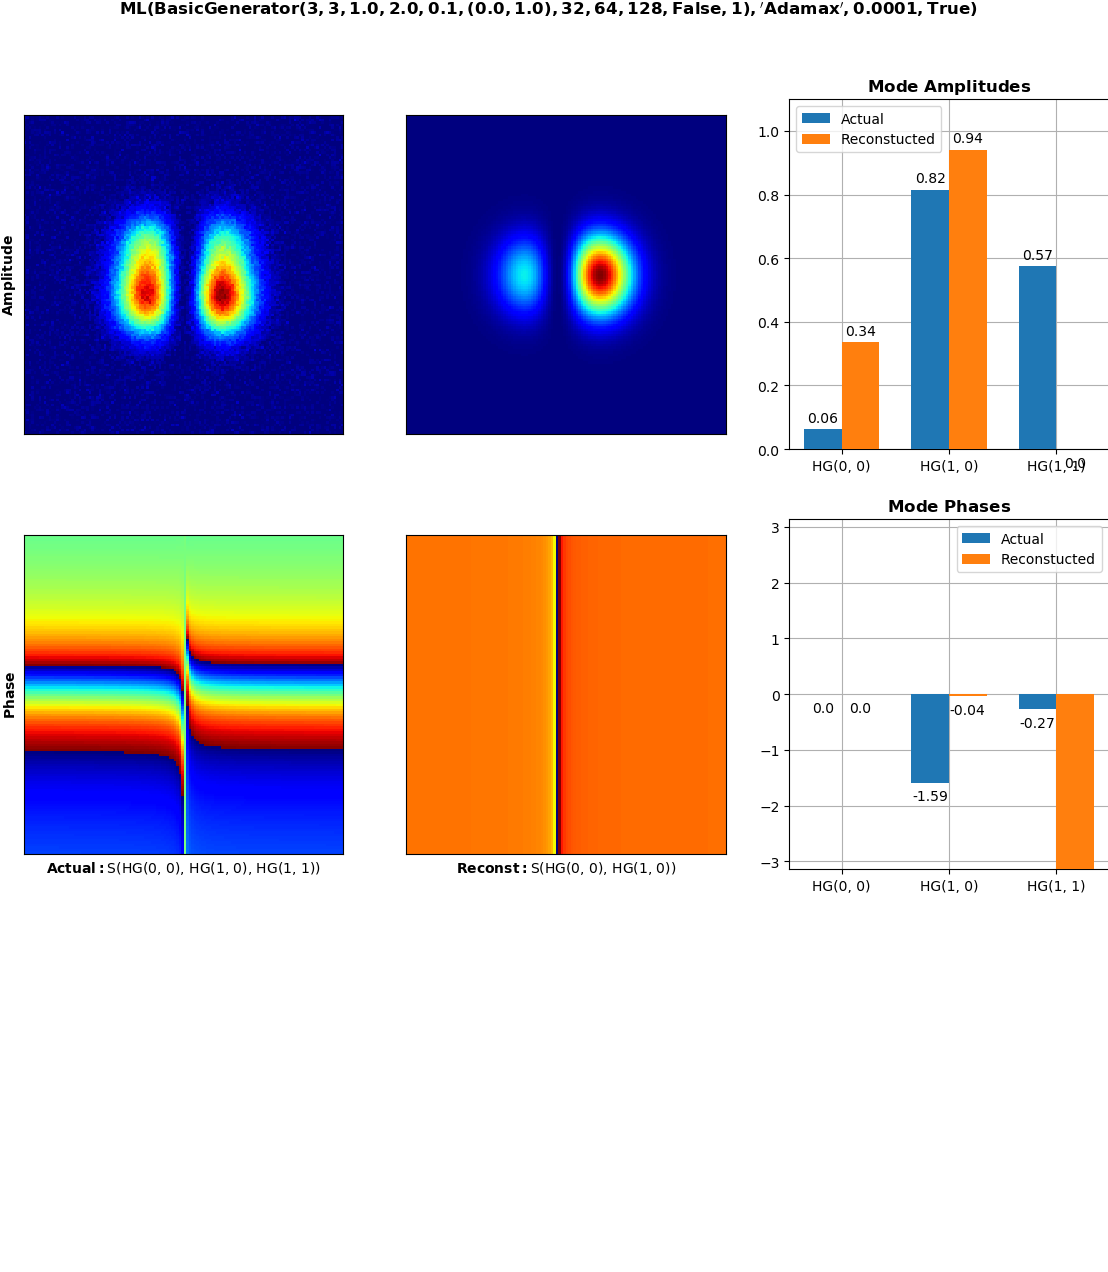 ML(BasicGenerator(3, 3, 1.0, 2.0, 0.1, (0.0, 1.0), 32, 64, 128, False, 1), 'Adamax', 0.0001, True)
Amplitude
Mode Amplitudes
Actual
Reconstucted
1.0
0.8
0.6
0.4
0.2
0.0
0.06
0.34
0.82
0.94
0.57
0.0
HG(0, 0)
HG(1, 0)
HG(1, 1)
Phase
Actual: S(HG(0, 0), HG(1, 0), HG(1, 1))
Reconst: S(HG(0, 0), HG(1, 0))
Mode Phases
Actual
Reconstucted
3
2
1
0
−1
−2
−3
0.0
0.0
-1.59
-0.04
-0.27
HG(0, 0)
HG(1, 0)
HG(1, 1)